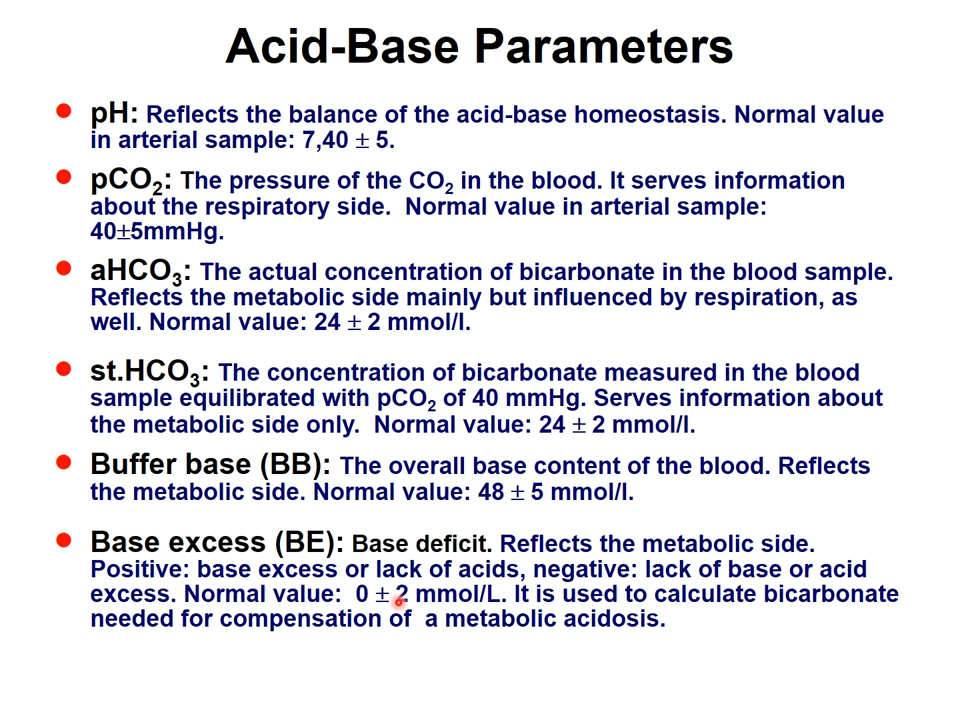 Acid-Base Parameters
• pH: Reflects the balance of the acid-base homeostasis. Normal value
in arterial sample: 7,40 ± 5.
• pCO₂: The pressure of the CO₂ in the blood. It serves information
about the respiratory side.  Normal value in arterial sample:
40±5mmHg.
• aHCO₃: The actual concentration of bicarbonate in the blood sample.
Reflects the metabolic side mainly but influenced by respiration, as
well. Normal value: 24 ± 2 mmol/l.
• st.HCO₃: The concentration of bicarbonate measured in the blood
sample equilibrated with pCO₂ of 40 mmHg. Serves information about
the metabolic side only.  Normal value: 24 ± 2 mmol/l.
• Buffer base (BB): The overall base content of the blood. Reflects
the metabolic side. Normal value: 48 ± 5 mmol/l.
• Base excess (BE): Base deficit. Reflects the metabolic side.
Positive: base excess or lack of acids, negative: lack of base or acid
excess. Normal value:  0 ± 2 mmol/L. It is used to calculate bicarbonate
needed for compensation of  a metabolic acidosis.